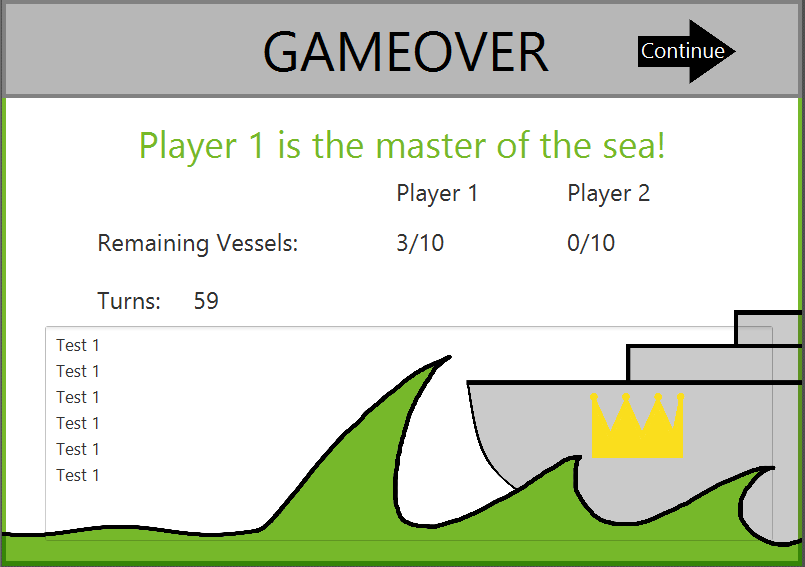 GAMEOVER
Continue
Player 1 is the master of the sea!
Player 1 Player 2
Remaining Vessels: 3/10 0/10
Turns: 59
Test 1
Test 1
Test 1
Test 1
Test 1
Test 1